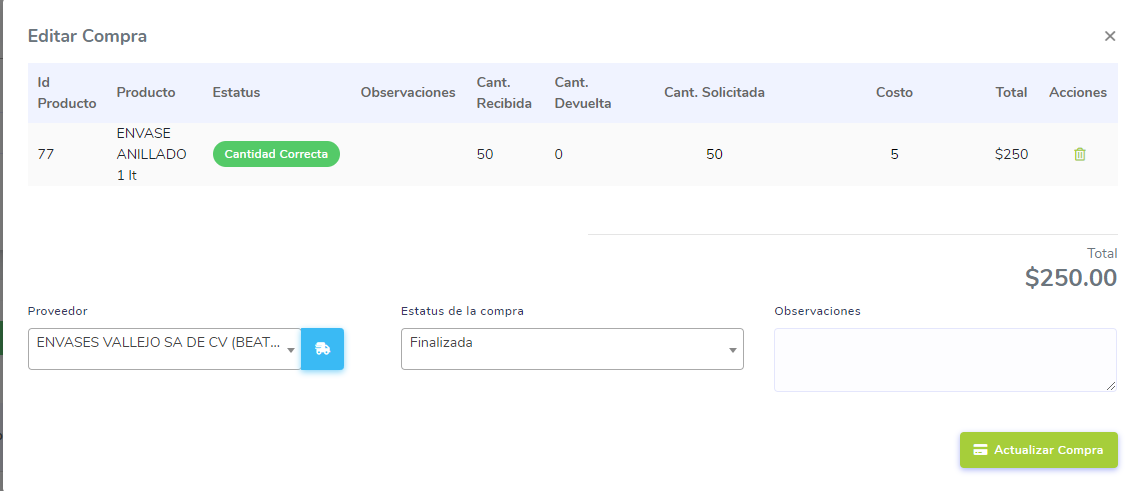 Editar Compra
×
Id Producto Producto Estatus Observaciones Cant. Recibida Cant. Devuelta Cant. Solicitada Costo Total Acciones
77 ENVASE ANILLADO 1 lt Cantidad Correcta 50 0 50 5 $250
Total
$250.00
Proveedor Estatus de la compra Observaciones
ENVASES VALLEJO SA DE CV (BEAT... Finalizada
Actualizar Compra